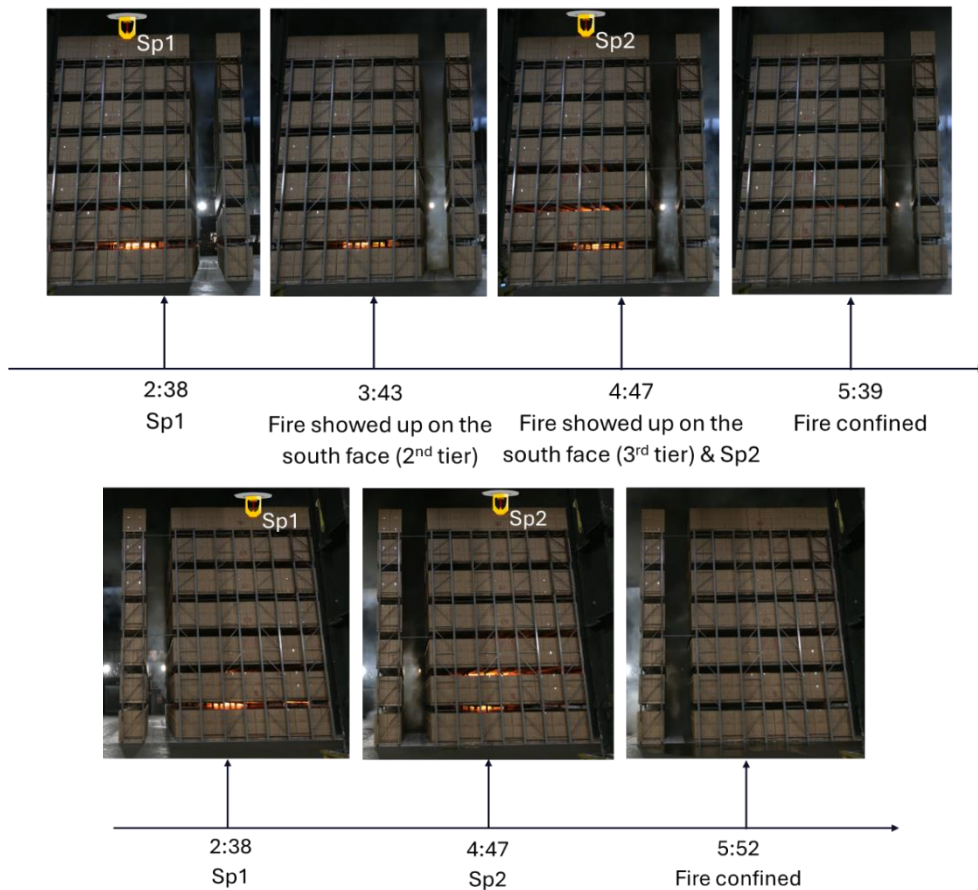 Sp1
Sp2
2:38
Sp1
3:43
Fire showed up on the
south face (2nd tier)
4:47
Fire showed up on the
south face (3rd tier) & Sp2
5:39
Fire confined
Sp1
Sp2
2:38
Sp1
4:47
Sp2
5:52
Fire confined